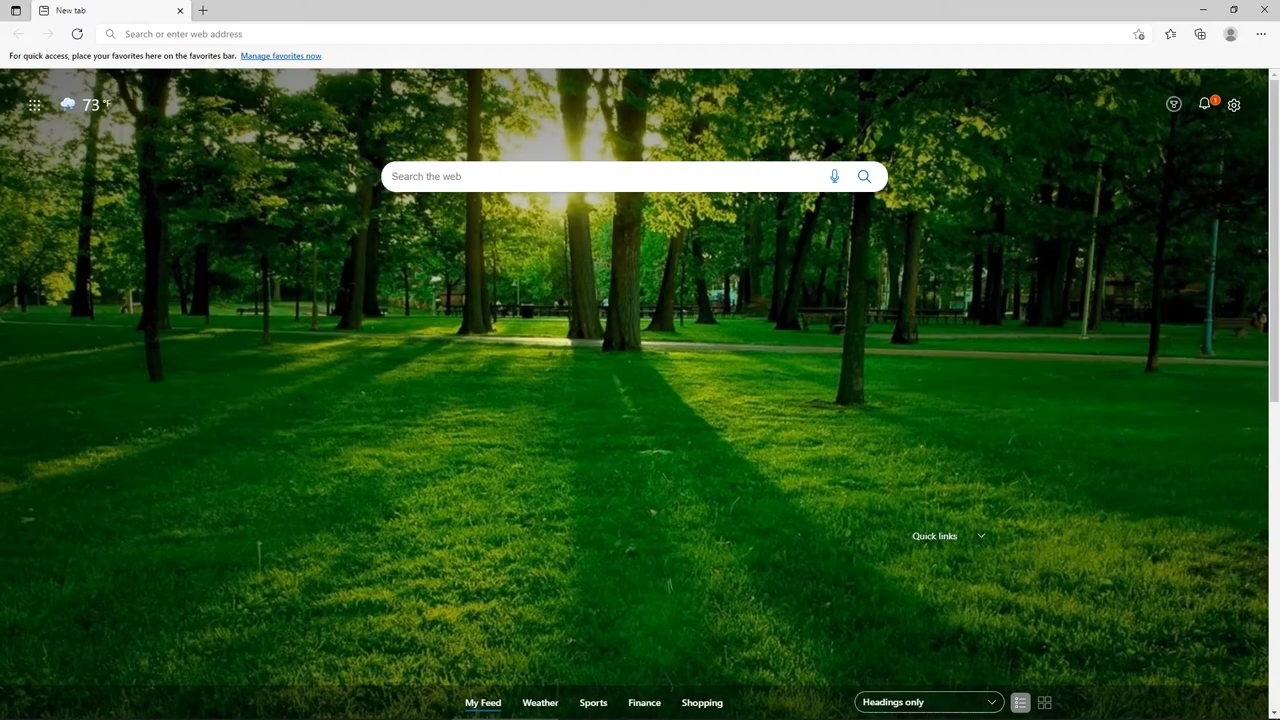 New tab
Search or enter web address
For quick access, place your favorites here on the favorites bar. Manage favorites now
73 °F
1
Search the web
Quick links
My Feed Weather Sports Finance Shopping Headings only